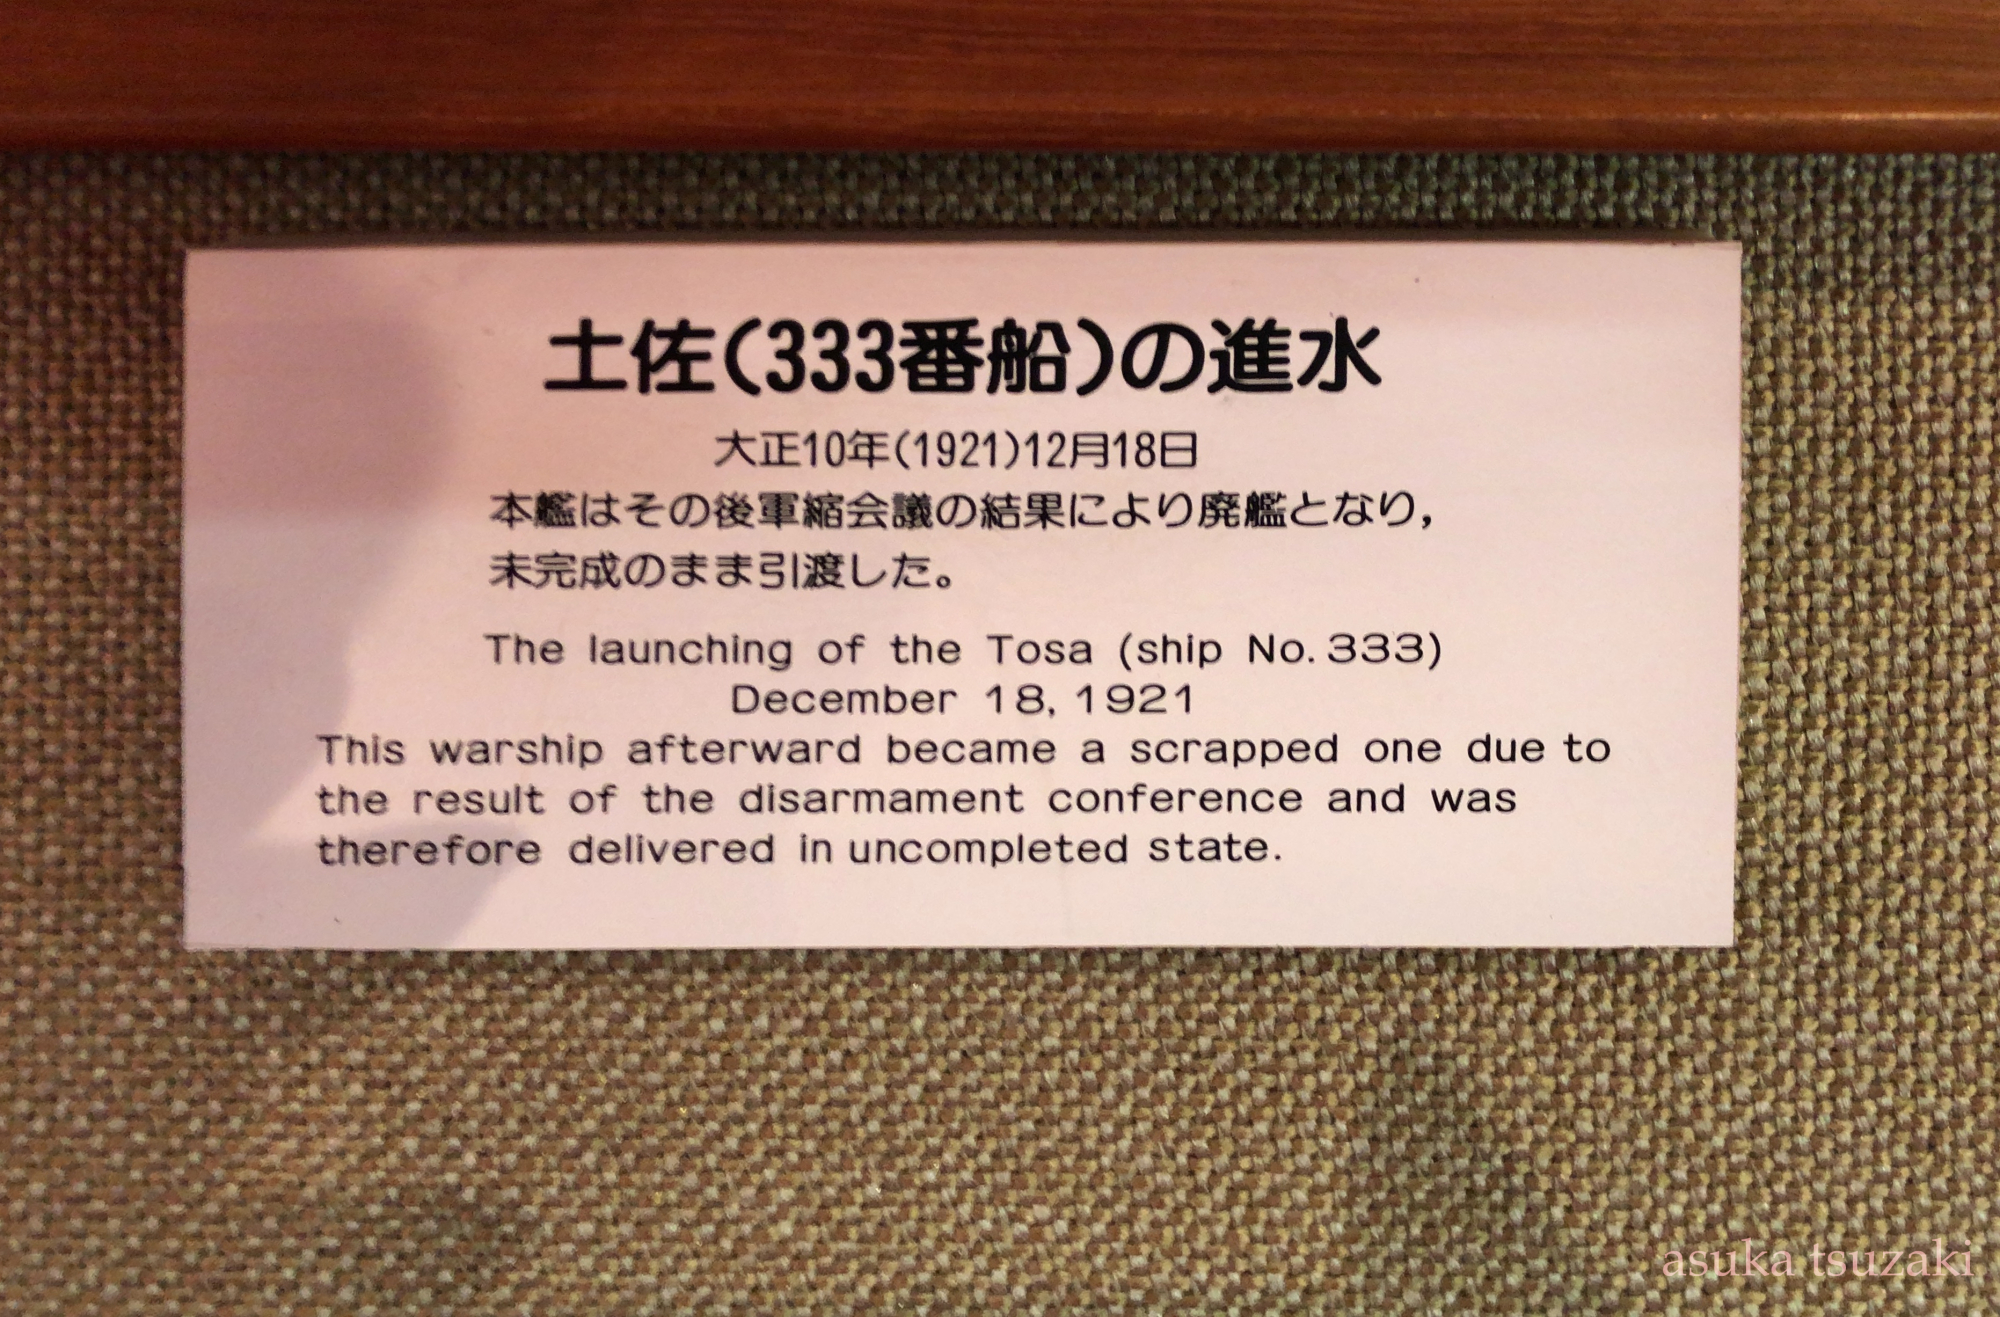 土佐(333番船)の進水
大正10年(1921)12月18日
本艦はその後軍縮会議の結果により廃艦となり,
未完成のまま引渡した。
The launching of the Tosa (ship No.333)
December 18, 1921
This warship afterward became a scrapped one due to
the result of the disarmament conference and was
therefore delivered in uncompleted state.
asuka tsuzaki